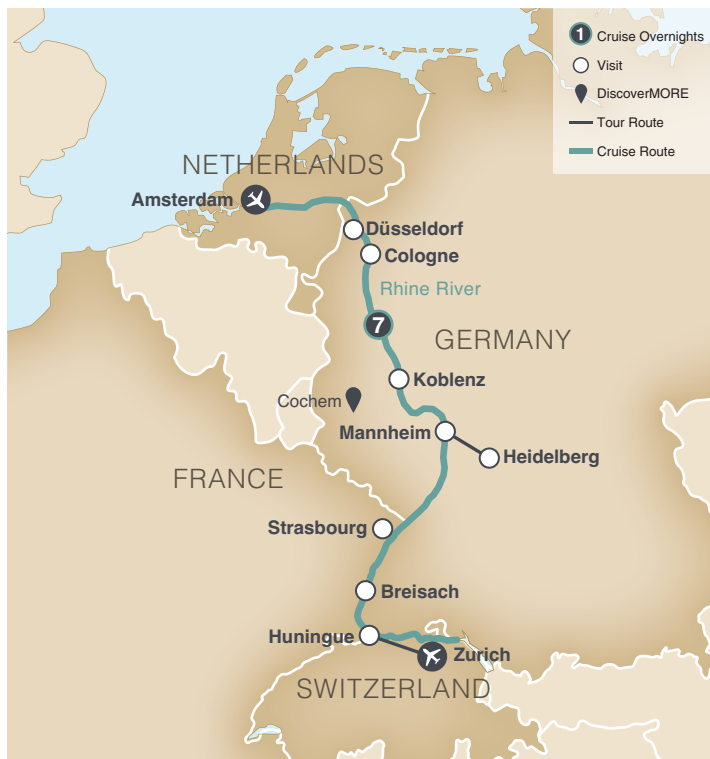 1 Cruise Overnights
Visit
DiscoverMORE
Tour Route
Cruise Route
NETHERLANDS
Amsterdam
Düsseldorf
Cologne
Rhine River
7
GERMANY
Koblenz
Cochem
Mannheim
Heidelberg
FRANCE
Strasbourg
Breisach
Huningue
Zurich
SWITZERLAND